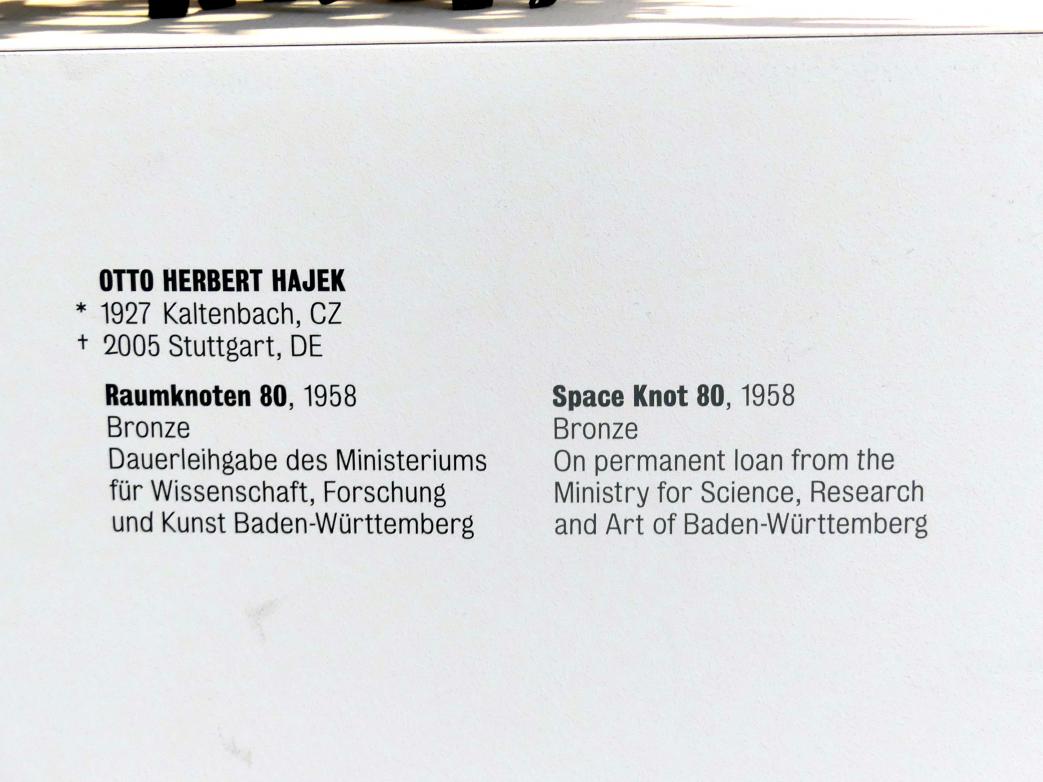 OTTO HERBERT HAJEK
* 1927 Kaltenbach, CZ
† 2005 Stuttgart, DE
Raumknoten 80, 1958
Bronze
Dauerleihgabe des Ministeriums
für Wissenschaft, Forschung
und Kunst Baden-Württemberg
Space Knot 80, 1958
Bronze
On permanent loan from the
Ministry for Science, Research
and Art of Baden-Württemberg